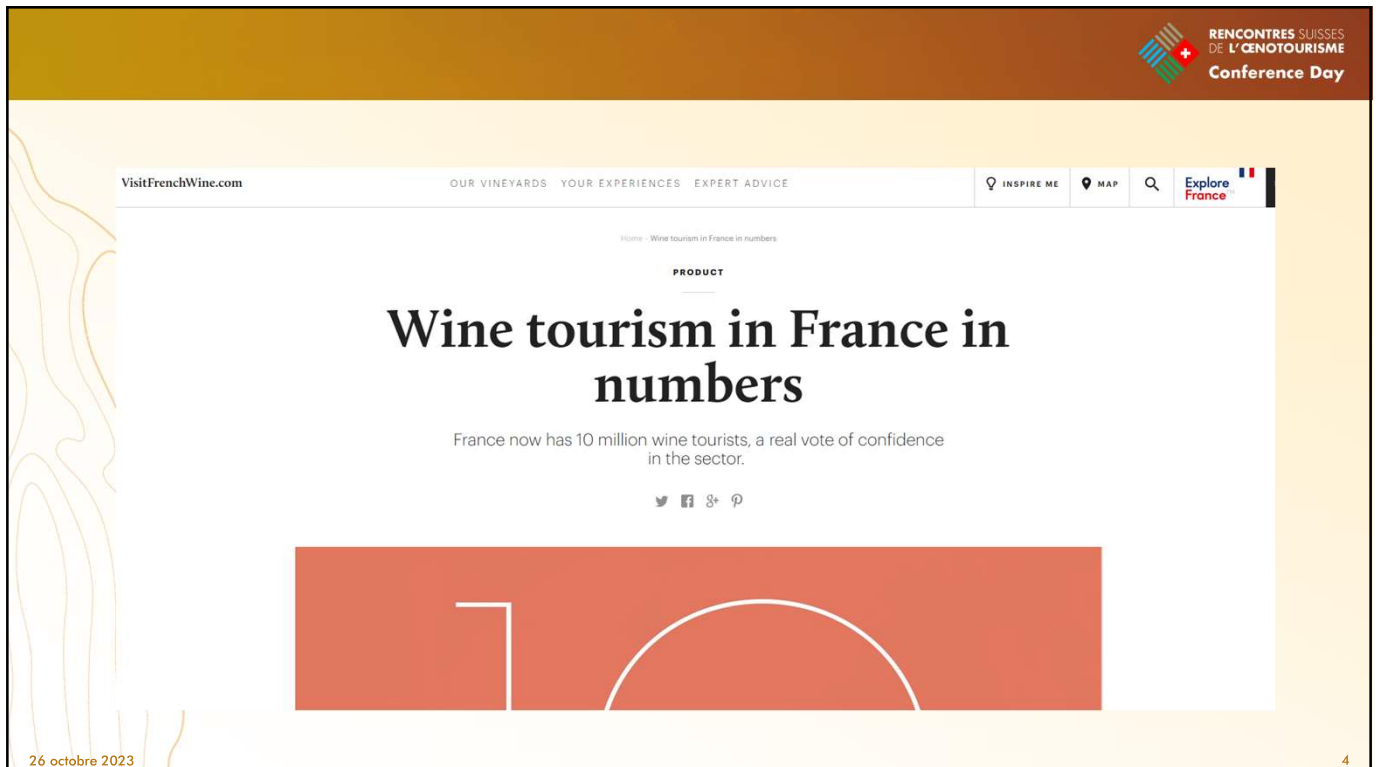 RENCONTRES SUISSES
DE L'ŒNOTOURISME
Conference Day
VisitFrenchWine.com
OUR VINEYARDS YOUR EXPERIENCES EXPERT ADVICE
INSPIRE ME
MAP
Explore
France
Home - Wine tourism in France in numbers
PRODUCT
Wine tourism in France in
numbers
France now has 10 million wine tourists, a real vote of confidence
in the sector.
10
26 octobre 2023
4